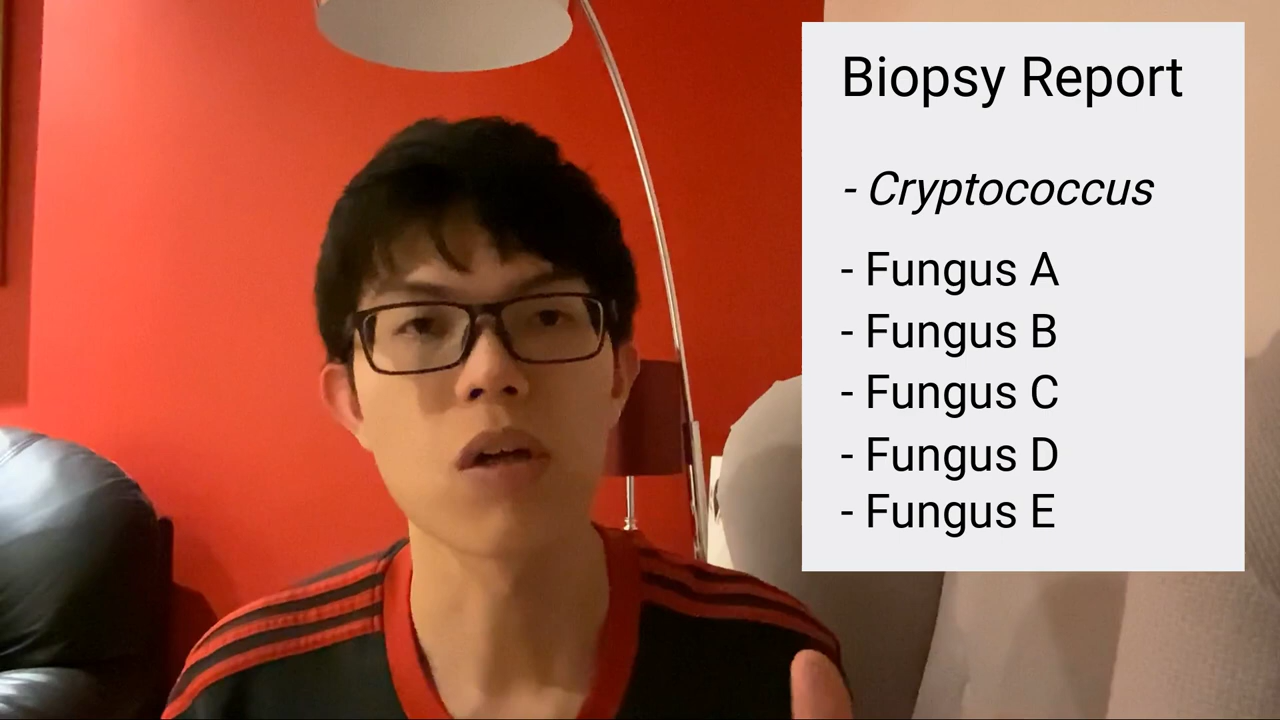 Biopsy Report
- Cryptococcus
- Fungus A
- Fungus B
- Fungus C
- Fungus D
- Fungus E